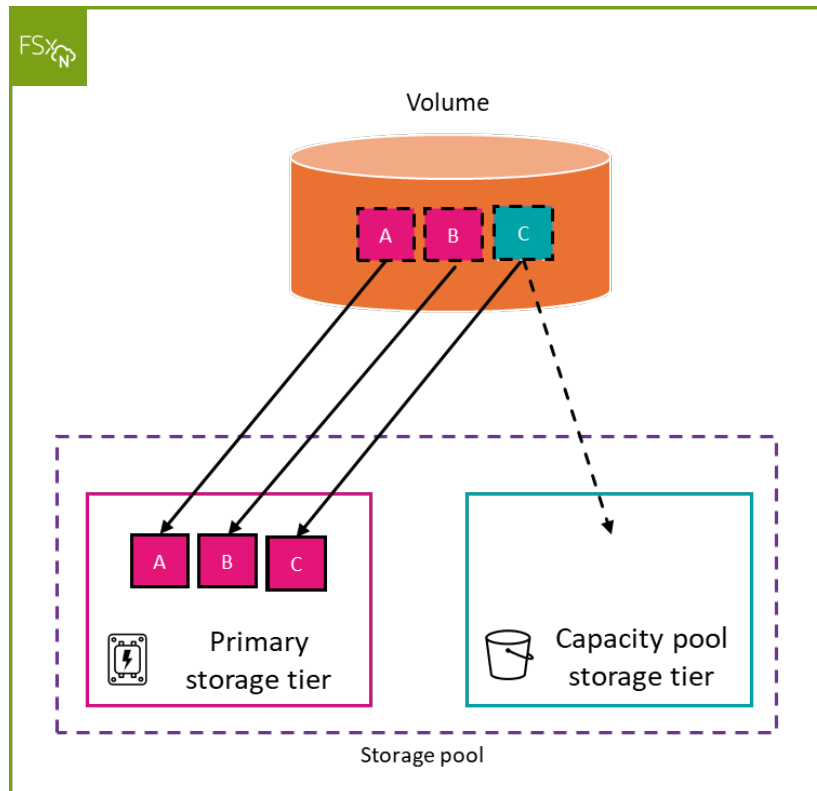 FSx
N
Volume
A B C
A B C
Primary
storage tier
Capacity pool
storage tier
Storage pool